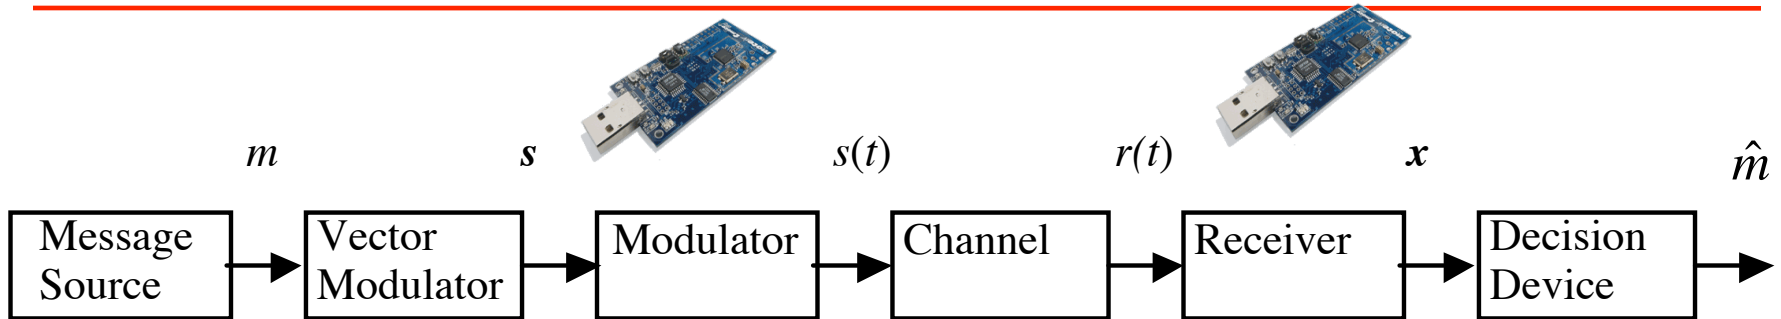 m s s(t) r(t) x m̂
Message Source
Vector Modulator
Modulator
Channel
Receiver
Decision Device